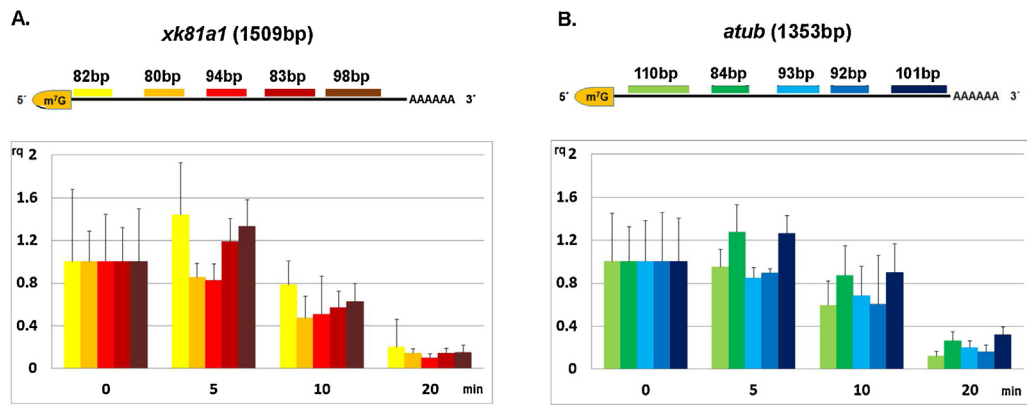 A.
xk81a1 (1509bp)
82bp 80bp 94bp 83bp 98bp
5´ m⁷G AAAAAA 3´
rq 2
1.6
1.2
0.8
0.4
0
0 5 10 20 min
B.
atub (1353bp)
110bp 84bp 93bp 92bp 101bp
5´ m⁷G AAAAAA 3´
rq 2
1.6
1.2
0.8
0.4
0
0 5 10 20 min